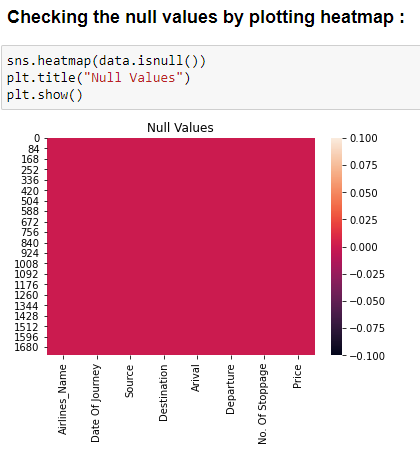 Checking the null values by plotting heatmap :
sns.heatmap(data.isnull())
plt.title("Null Values")
plt.show()
Null Values
0
84
168
252
336
420
504
588
672
756
840
924
1008
1092
1176
1260
1344
1428
1512
1596
1680
Airlines_Name
Date Of Journey
Source
Destination
Arival
Departure
No. Of Stoppage
Price
0.100
0.075
0.050
0.025
0.000
−0.025
−0.050
−0.075
−0.100